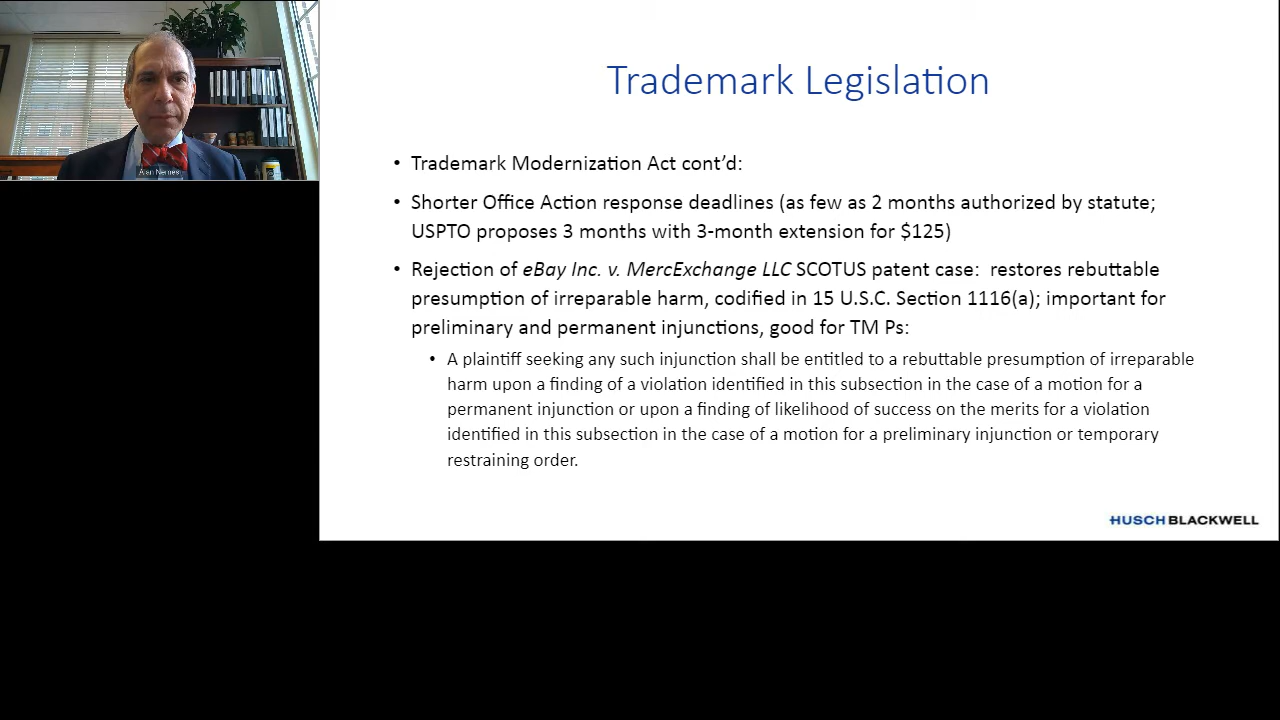 Alan Nemes
Trademark Legislation
• Trademark Modernization Act cont’d:
• Shorter Office Action response deadlines (as few as 2 months authorized by statute;
USPTO proposes 3 months with 3-month extension for $125)
• Rejection of eBay Inc. v. MercExchange LLC SCOTUS patent case:  restores rebuttable
presumption of irreparable harm, codified in 15 U.S.C. Section 1116(a); important for
preliminary and permanent injunctions, good for TM Ps:
• A plaintiff seeking any such injunction shall be entitled to a rebuttable presumption of irreparable
harm upon a finding of a violation identified in this subsection in the case of a motion for a
permanent injunction or upon a finding of likelihood of success on the merits for a violation
identified in this subsection in the case of a motion for a preliminary injunction or temporary
restraining order.
HUSCH BLACKWELL